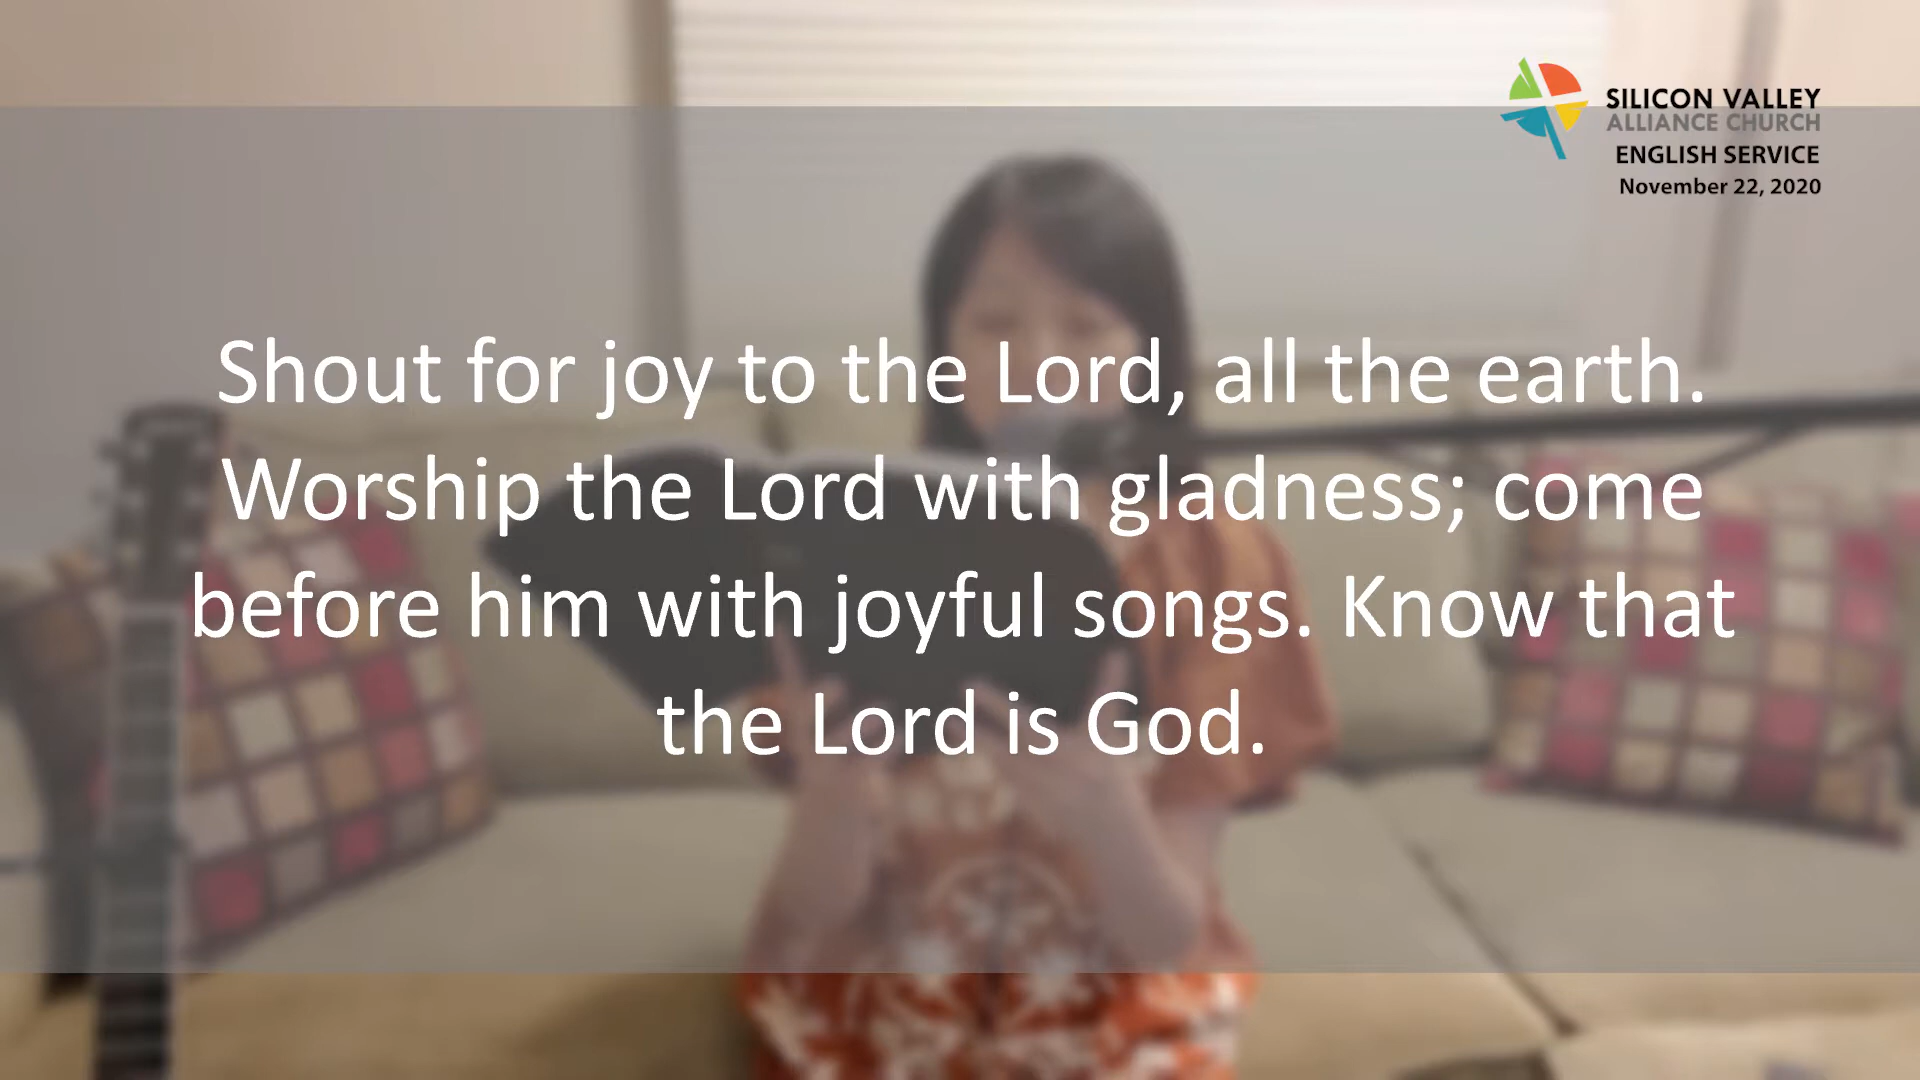 SILICON VALLEY
ALLIANCE CHURCH
ENGLISH SERVICE
November 22, 2020
Shout for joy to the Lord, all the earth.
Worship the Lord with gladness; come
before him with joyful songs. Know that
the Lord is God.